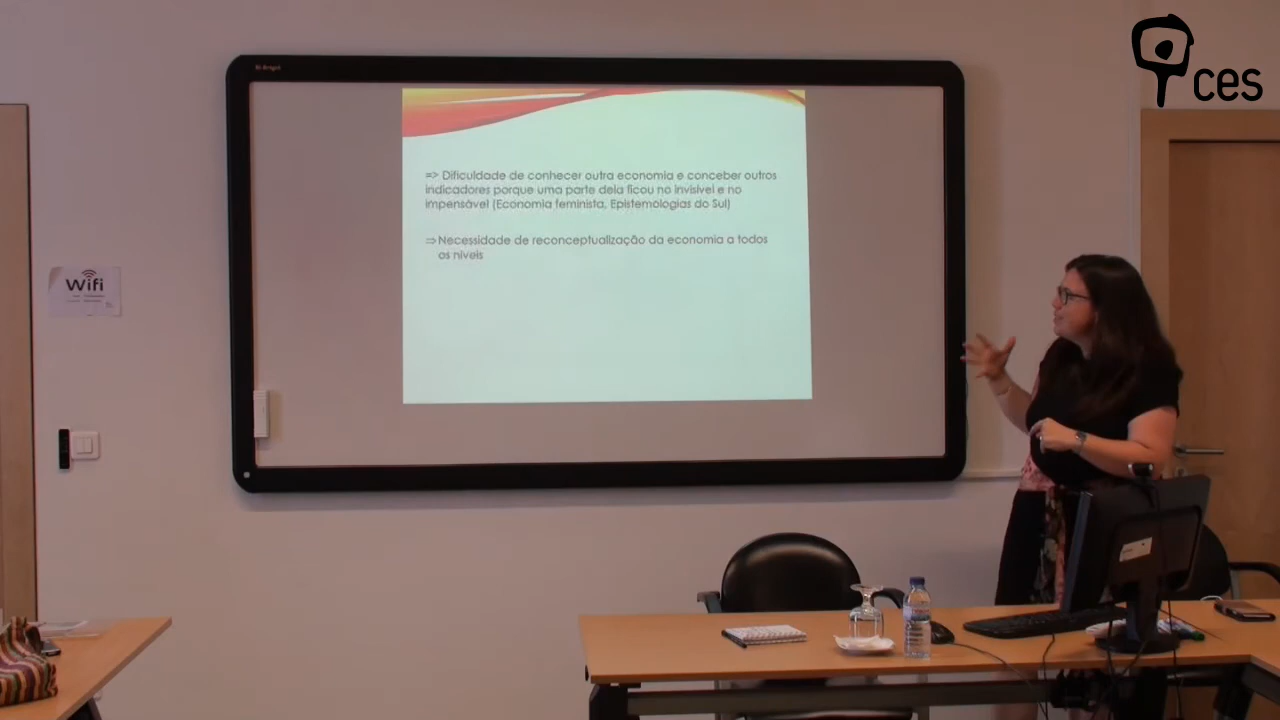 ces
=> Dificuldade de conhecer outra economia e conceber outros
indicadores porque uma parte dela ficou no invisível e no
impensável (Economia feminista, Epistemologias do Sul)
⇒ Necessidade de reconceptualização da economia a todos
os níveis
Wifi